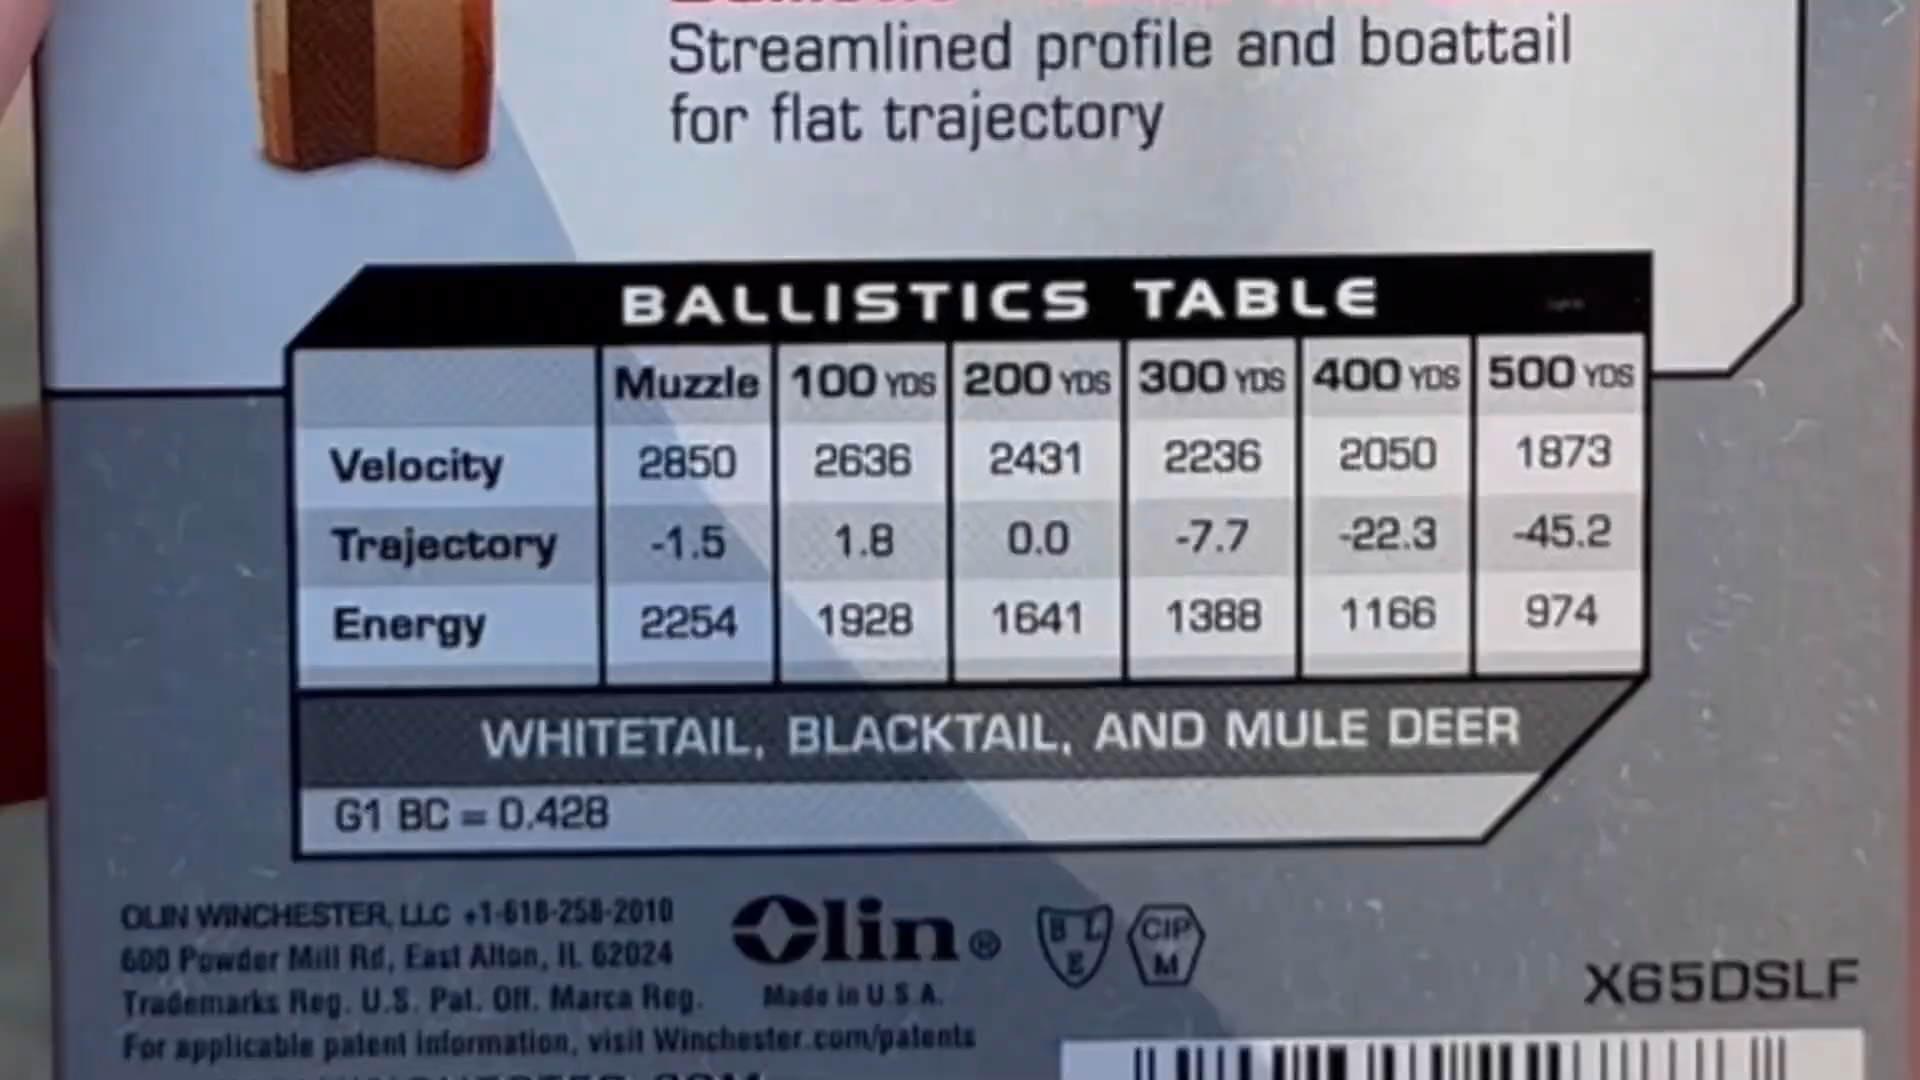 Streamlined profile and boattail
for flat trajectory
BALLISTICS TABLE
Muzzle 100 YDS 200 YDS 300 YDS 400 YDS 500 YDS
Velocity 2850 2636 2431 2236 2050 1873
Trajectory -1.5 1.8 0.0 -7.7 -22.3 -45.2
Energy 2254 1928 1641 1388 1166 974
WHITETAIL, BLACKTAIL, AND MULE DEER
G1 BC = 0.428
OLIN WINCHESTER, LLC +1-618-258-2010
600 Powder Mill Rd, East Alton, IL 62024
Trademarks Reg. U.S. Pat. Off. Marca Reg.
For applicable patent information, visit Winchester.com/patents
Olin®
Made in U.S.A.
B L E
CIP M
X65DSLF